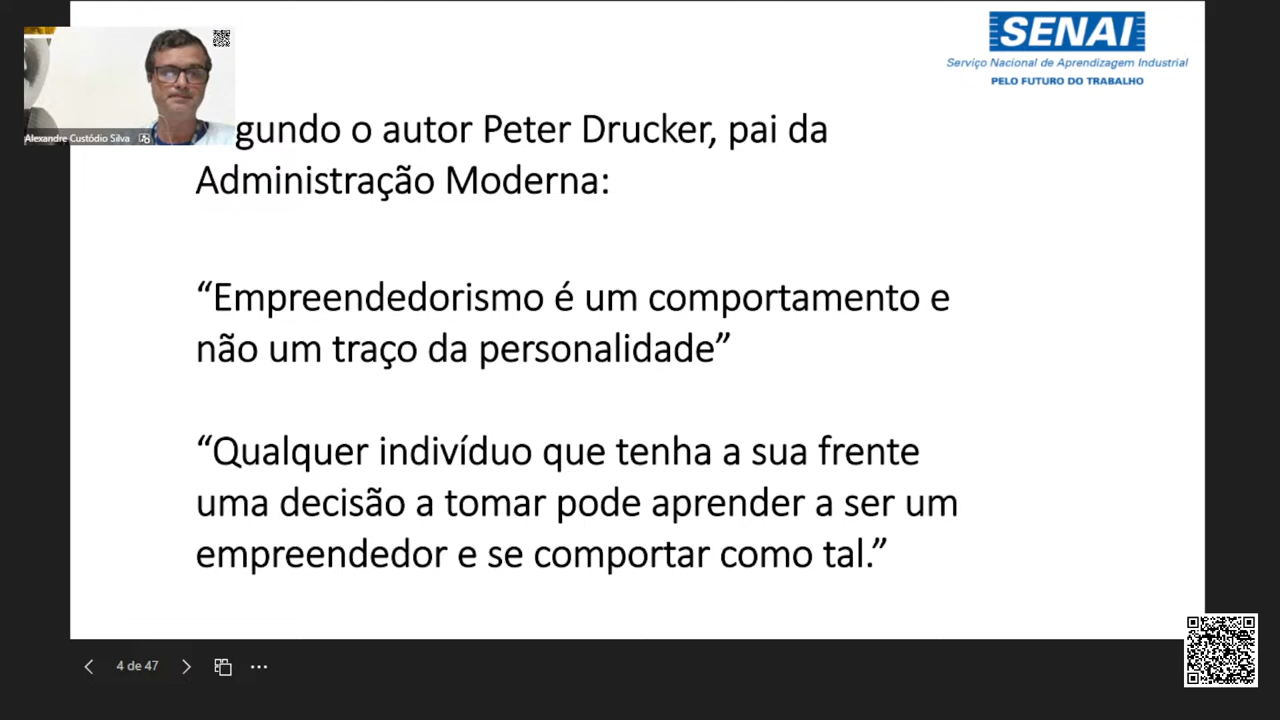 SENAI
Serviço Nacional de Aprendizagem Industrial
PELO FUTURO DO TRABALHO
Alexandre Custódio Silva
gundo o autor Peter Drucker, pai da
Administração Moderna:
“Empreendedorismo é um comportamento e
não um traço da personalidade”
“Qualquer indivíduo que tenha a sua frente
uma decisão a tomar pode aprender a ser um
empreendedor e se comportar como tal.”
4 de 47